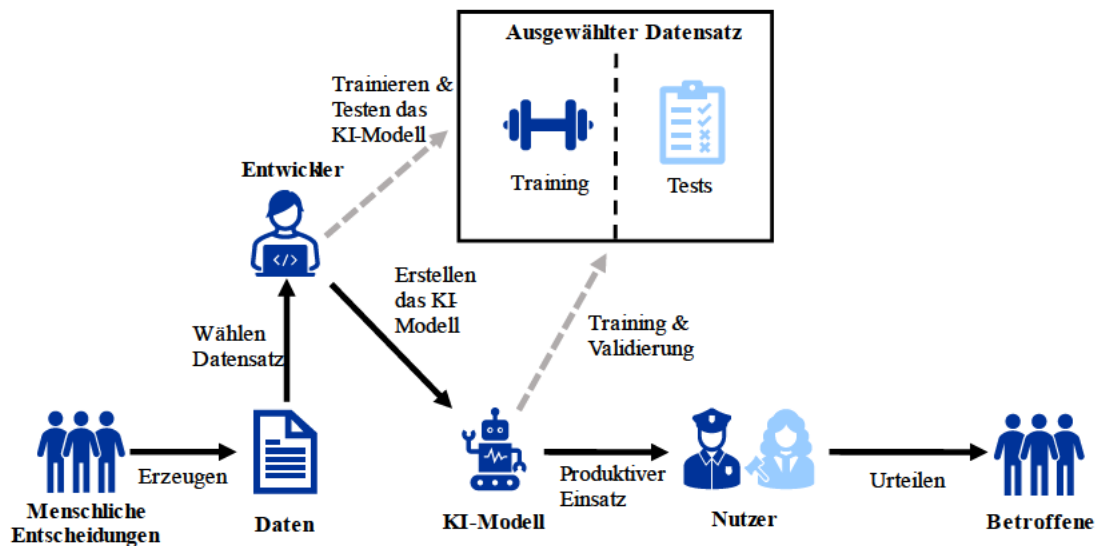 Ausgewählter Datensatz
Trainieren &
Testen das
KI-Modell
Training
Tests
Entwickler
</>
Erstellen
das KI-
Modell
Wählen
Datensatz
Training &
Validierung
Erzeugen
Produktiver
Einsatz
Urteilen
Menschliche
Entscheidungen
Daten
KI-Modell
Nutzer
Betroffene